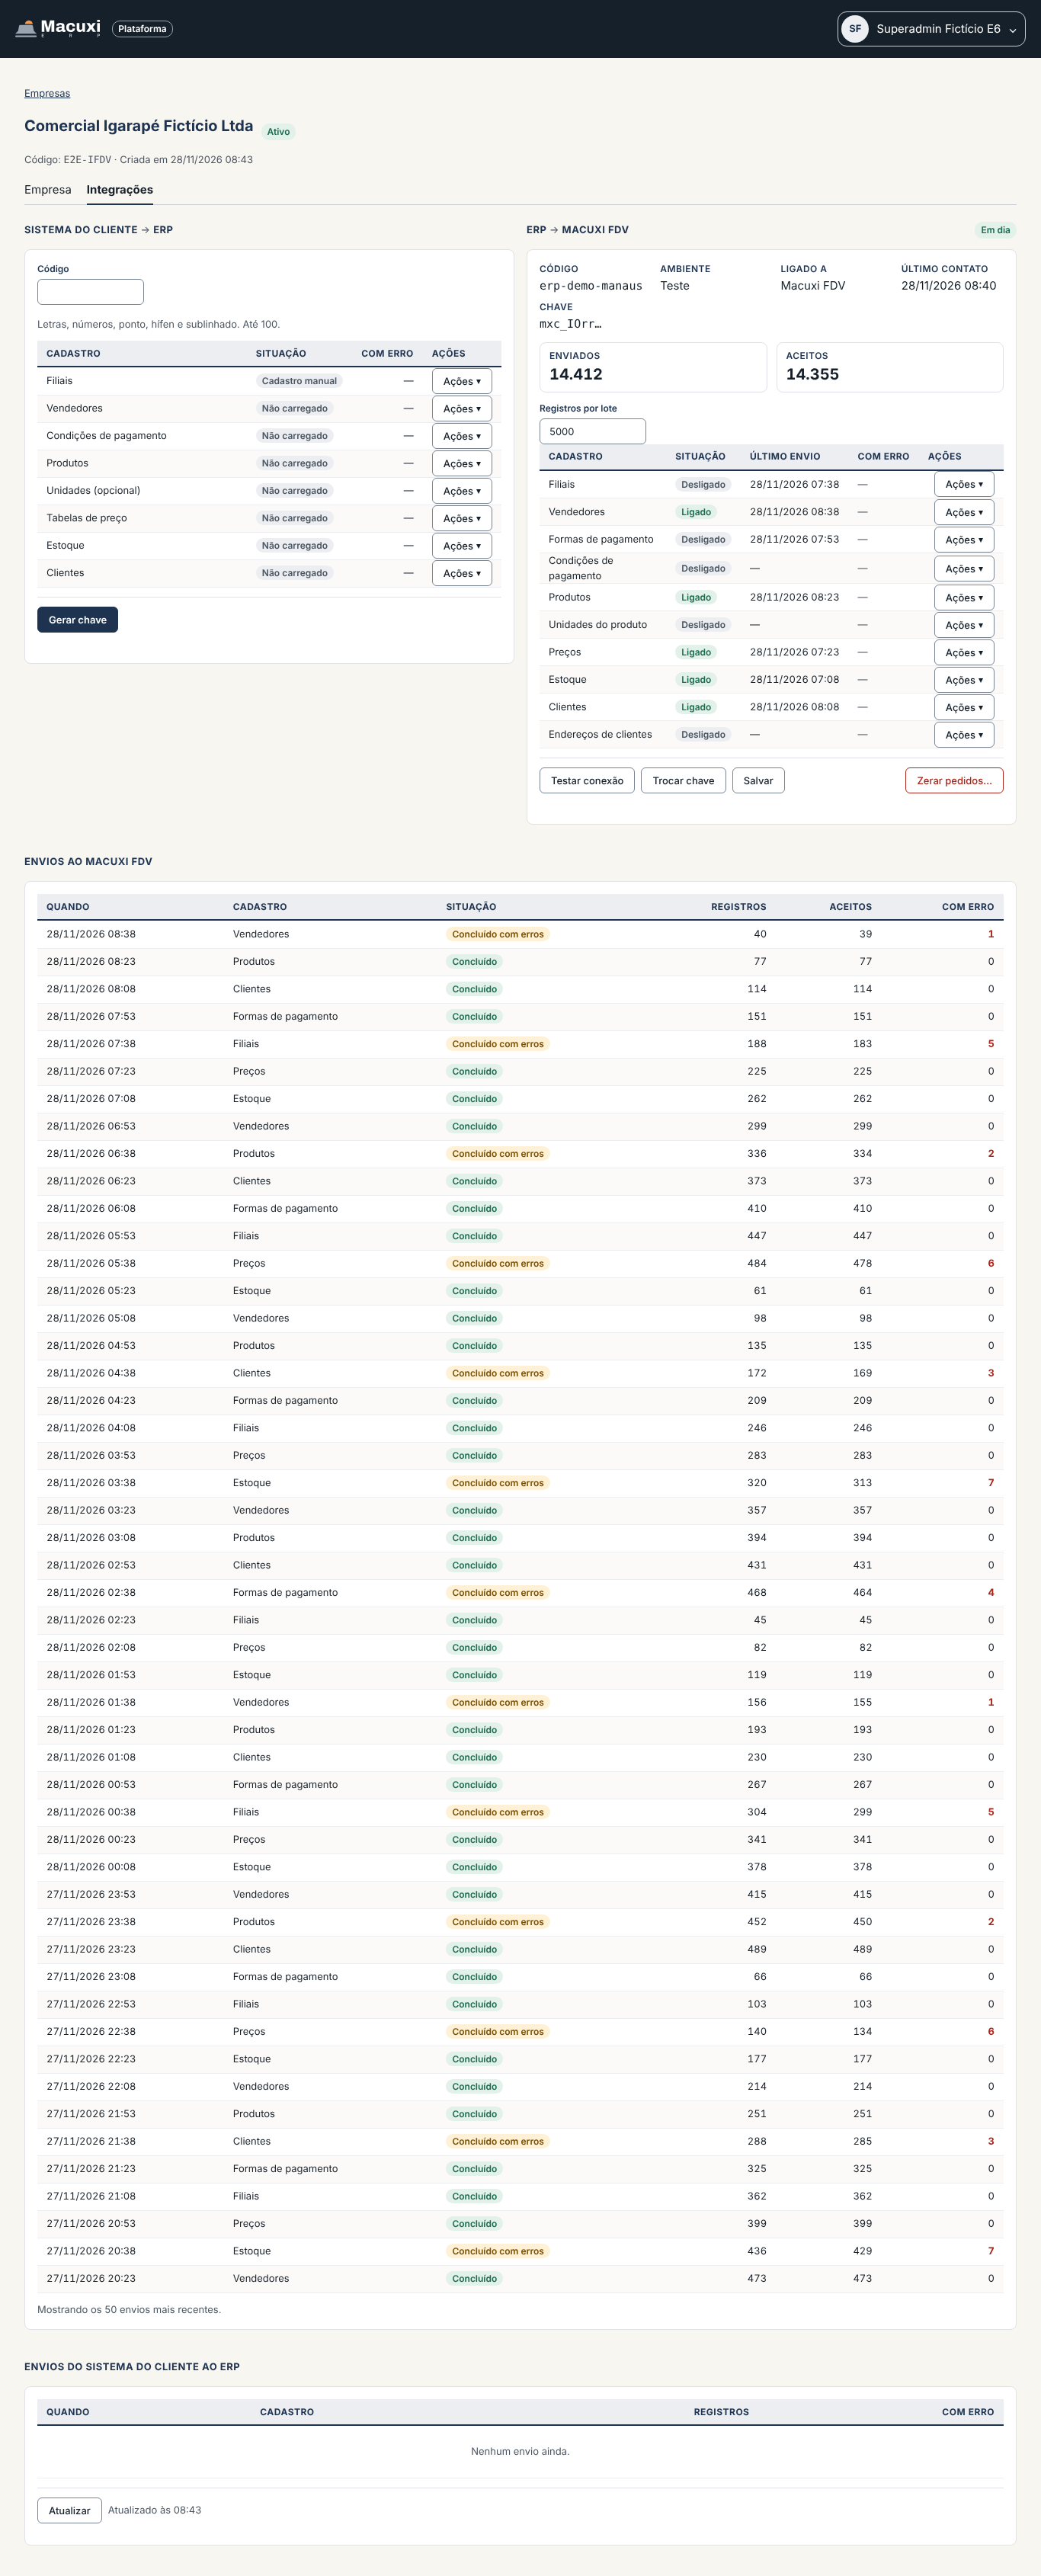 Macuxi Plataforma SF Superadmin Fictício E6
Empresas
Comercial Igarapé Fictício Ltda Ativo
Código: E2E-IFDV · Criada em 28/11/2026 08:43
Empresa Integrações
SISTEMA DO CLIENTE → ERP
Código
Letras, números, ponto, hífen e sublinhado. Até 100.
CADASTRO SITUAÇÃO COM ERRO AÇÕES
Filiais Cadastro manual — Ações ▾
Vendedores Não carregado — Ações ▾
Condições de pagamento Não carregado — Ações ▾
Produtos Não carregado — Ações ▾
Unidades (opcional) Não carregado — Ações ▾
Tabelas de preço Não carregado — Ações ▾
Estoque Não carregado — Ações ▾
Clientes Não carregado — Ações ▾
Gerar chave
ERP → MACUXI FDV Em dia
CÓDIGO AMBIENTE LIGADO A ÚLTIMO CONTATO
erp-demo-manaus Teste Macuxi FDV 28/11/2026 08:40
CHAVE
mxc_IOrr…
ENVIADOS ACEITOS
14.412 14.355
Registros por lote
5000
CADASTRO SITUAÇÃO ÚLTIMO ENVIO COM ERRO AÇÕES
Filiais Desligado 28/11/2026 07:38 — Ações ▾
Vendedores Ligado 28/11/2026 08:38 — Ações ▾
Formas de pagamento Desligado 28/11/2026 07:53 — Ações ▾
Condições de
pagamento Desligado — — Ações ▾
Produtos Ligado 28/11/2026 08:23 — Ações ▾
Unidades do produto Desligado — — Ações ▾
Preços Ligado 28/11/2026 07:23 — Ações ▾
Estoque Ligado 28/11/2026 07:08 — Ações ▾
Clientes Ligado 28/11/2026 08:08 — Ações ▾
Endereços de clientes Desligado — — Ações ▾
Testar conexão Trocar chave Salvar Zerar pedidos...
ENVIOS AO MACUXI FDV
QUANDO CADASTRO SITUAÇÃO REGISTROS ACEITOS COM ERRO
28/11/2026 08:38 Vendedores Concluído com erros 40 39 1
28/11/2026 08:23 Produtos Concluído 77 77 0
28/11/2026 08:08 Clientes Concluído 114 114 0
28/11/2026 07:53 Formas de pagamento Concluído 151 151 0
28/11/2026 07:38 Filiais Concluído com erros 188 183 5
28/11/2026 07:23 Preços Concluído 225 225 0
28/11/2026 07:08 Estoque Concluído 262 262 0
28/11/2026 06:53 Vendedores Concluído 299 299 0
28/11/2026 06:38 Produtos Concluído com erros 336 334 2
28/11/2026 06:23 Clientes Concluído 373 373 0
28/11/2026 06:08 Formas de pagamento Concluído 410 410 0
28/11/2026 05:53 Filiais Concluído 447 447 0
28/11/2026 05:38 Preços Concluído com erros 484 478 6
28/11/2026 05:23 Estoque Concluído 61 61 0
28/11/2026 05:08 Vendedores Concluído 98 98 0
28/11/2026 04:53 Produtos Concluído 135 135 0
28/11/2026 04:38 Clientes Concluído com erros 172 169 3
28/11/2026 04:23 Formas de pagamento Concluído 209 209 0
28/11/2026 04:08 Filiais Concluído 246 246 0
28/11/2026 03:53 Preços Concluído 283 283 0
28/11/2026 03:38 Estoque Concluído com erros 320 313 7
28/11/2026 03:23 Vendedores Concluído 357 357 0
28/11/2026 03:08 Produtos Concluído 394 394 0
28/11/2026 02:53 Clientes Concluído 431 431 0
28/11/2026 02:38 Formas de pagamento Concluído com erros 468 464 4
28/11/2026 02:23 Filiais Concluído 45 45 0
28/11/2026 02:08 Preços Concluído 82 82 0
28/11/2026 01:53 Estoque Concluído 119 119 0
28/11/2026 01:38 Vendedores Concluído com erros 156 155 1
28/11/2026 01:23 Produtos Concluído 193 193 0
28/11/2026 01:08 Clientes Concluído 230 230 0
28/11/2026 00:53 Formas de pagamento Concluído 267 267 0
28/11/2026 00:38 Filiais Concluído com erros 304 299 5
28/11/2026 00:23 Preços Concluído 341 341 0
28/11/2026 00:08 Estoque Concluído 378 378 0
27/11/2026 23:53 Vendedores Concluído 415 415 0
27/11/2026 23:38 Produtos Concluído com erros 452 450 2
27/11/2026 23:23 Clientes Concluído 489 489 0
27/11/2026 23:08 Formas de pagamento Concluído 66 66 0
27/11/2026 22:53 Filiais Concluído 103 103 0
27/11/2026 22:38 Preços Concluído com erros 140 134 6
27/11/2026 22:23 Estoque Concluído 177 177 0
27/11/2026 22:08 Vendedores Concluído 214 214 0
27/11/2026 21:53 Produtos Concluído 251 251 0
27/11/2026 21:38 Clientes Concluído com erros 288 285 3
27/11/2026 21:23 Formas de pagamento Concluído 325 325 0
27/11/2026 21:08 Filiais Concluído 362 362 0
27/11/2026 20:53 Preços Concluído 399 399 0
27/11/2026 20:38 Estoque Concluído com erros 436 429 7
27/11/2026 20:23 Vendedores Concluído 473 473 0
Mostrando os 50 envios mais recentes.
ENVIOS DO SISTEMA DO CLIENTE AO ERP
QUANDO CADASTRO REGISTROS COM ERRO
Nenhum envio ainda.
Atualizar Atualizado às 08:43